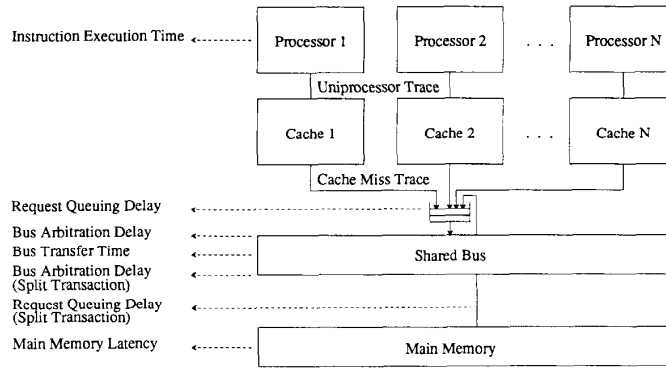 Instruction Execution Time
Processor 1
Processor 2
. . .
Processor N
Uniprocessor Trace
Cache 1
Cache 2
. . .
Cache N
Cache Miss Trace
Request Queuing Delay
Bus Arbitration Delay
Bus Transfer Time
Shared Bus
Bus Arbitration Delay
(Split Transaction)
Request Queuing Delay
(Split Transaction)
Main Memory Latency
Main Memory